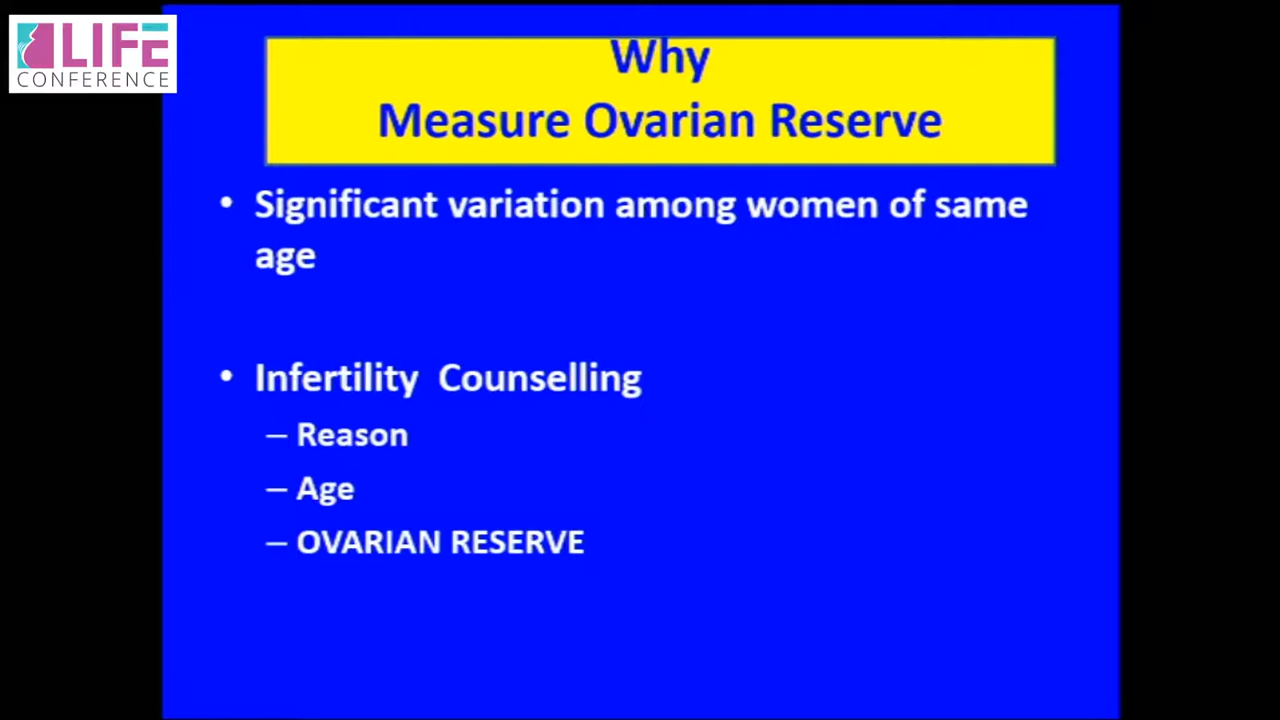 LIFE
CONFERENCE
Why
Measure Ovarian Reserve
• Significant variation among women of same
age
• Infertility Counselling
– Reason
– Age
– OVARIAN RESERVE